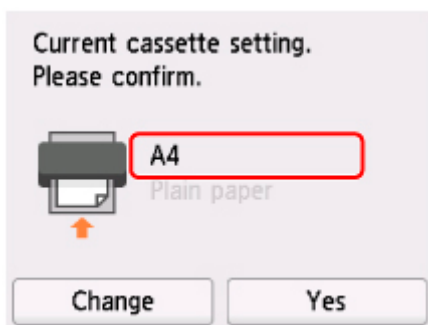 Current cassette setting.
Please confirm.
A4
Plain paper
Change
Yes